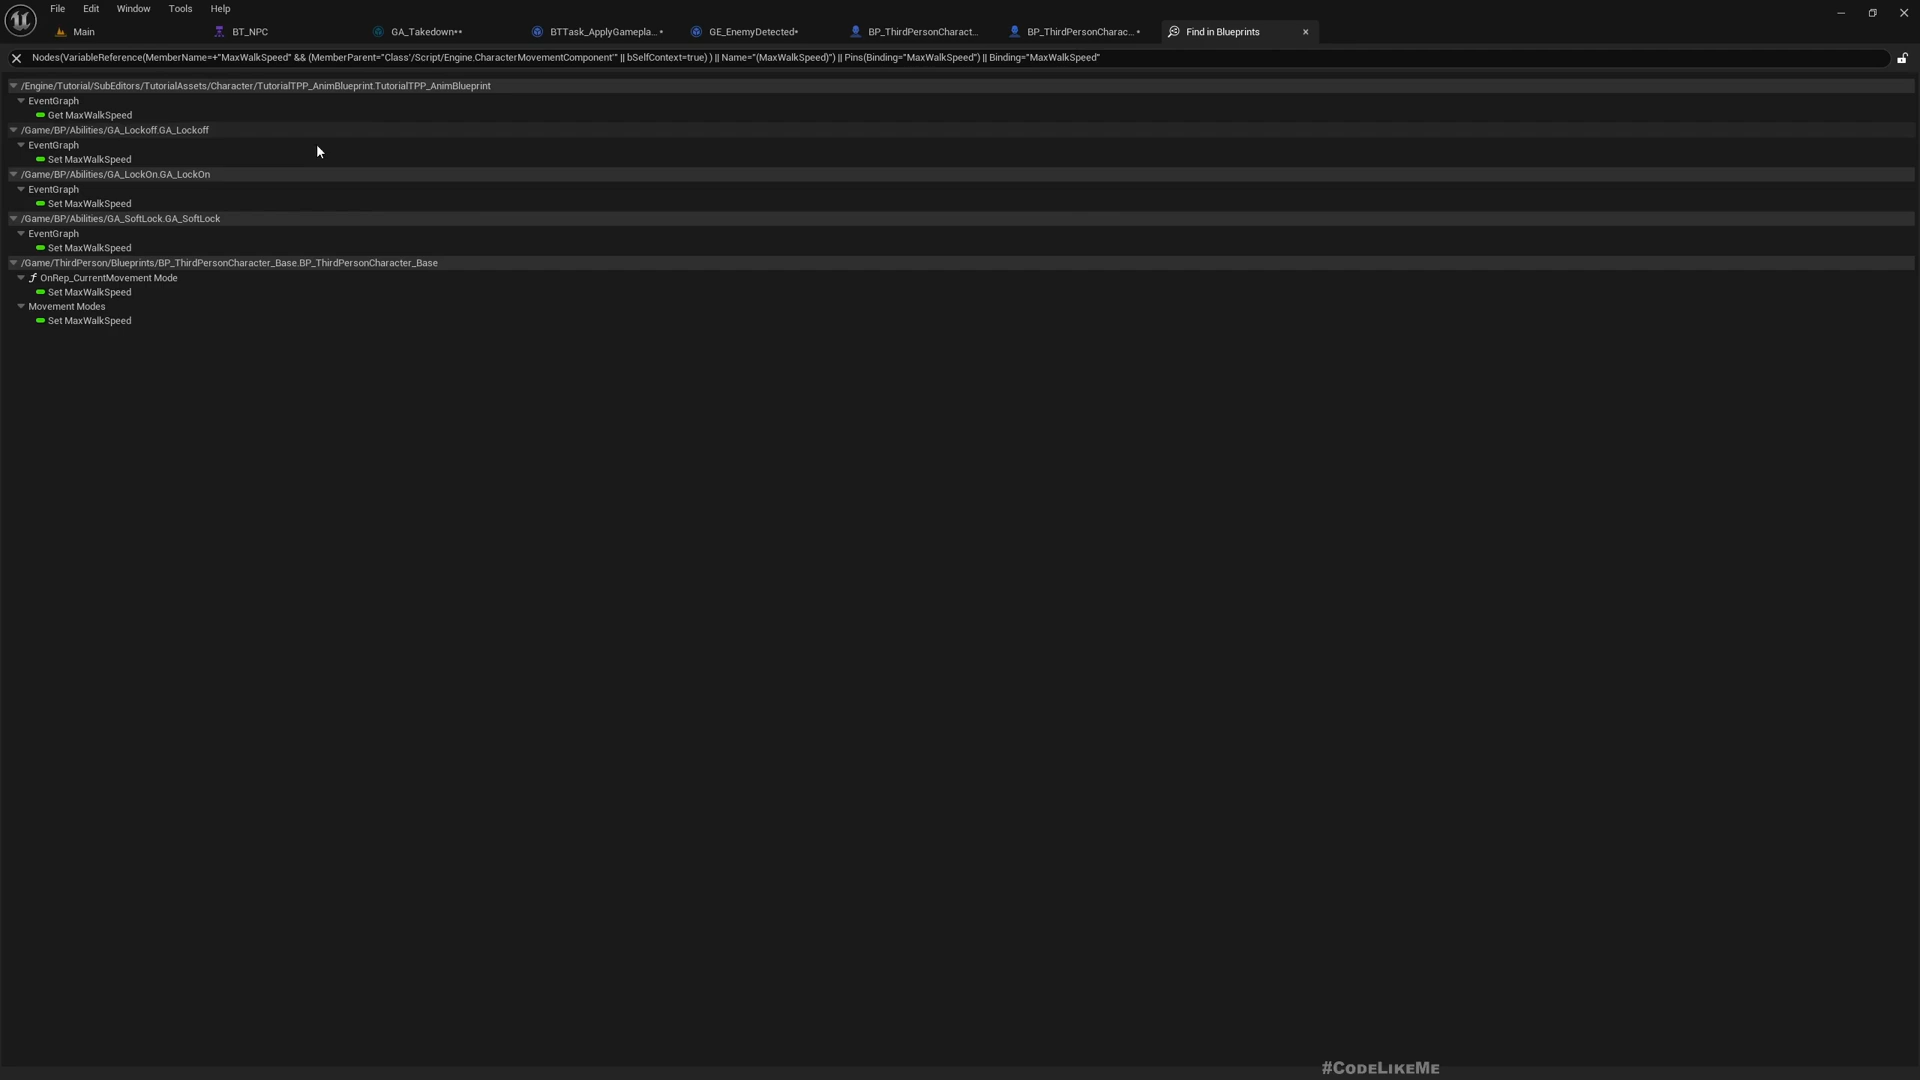 File Edit Window Tools Help
Main BT_NPC GA_Takedown•• BTTask_ApplyGamepla...• GE_EnemyDetected• BP_ThirdPersonCharact... BP_ThirdPersonCharac...• Find in Blueprints
Nodes(VariableReference(MemberName=+"MaxWalkSpeed" && (MemberParent="Class'/Script/Engine.CharacterMovementComponent'" || bSelfContext=true) ) || Name="(MaxWalkSpeed)") || Pins(Binding="MaxWalkSpeed") || Binding="MaxWalkSpeed"
/Engine/Tutorial/SubEditors/TutorialAssets/Character/TutorialTPP_AnimBlueprint.TutorialTPP_AnimBlueprint
EventGraph
Get MaxWalkSpeed
/Game/BP/Abilities/GA_Lockoff.GA_Lockoff
EventGraph
Set MaxWalkSpeed
/Game/BP/Abilities/GA_LockOn.GA_LockOn
EventGraph
Set MaxWalkSpeed
/Game/BP/Abilities/GA_SoftLock.GA_SoftLock
EventGraph
Set MaxWalkSpeed
/Game/ThirdPerson/Blueprints/BP_ThirdPersonCharacter_Base.BP_ThirdPersonCharacter_Base
OnRep_CurrentMovement Mode
Set MaxWalkSpeed
Movement Modes
Set MaxWalkSpeed
#CodeLikeMe